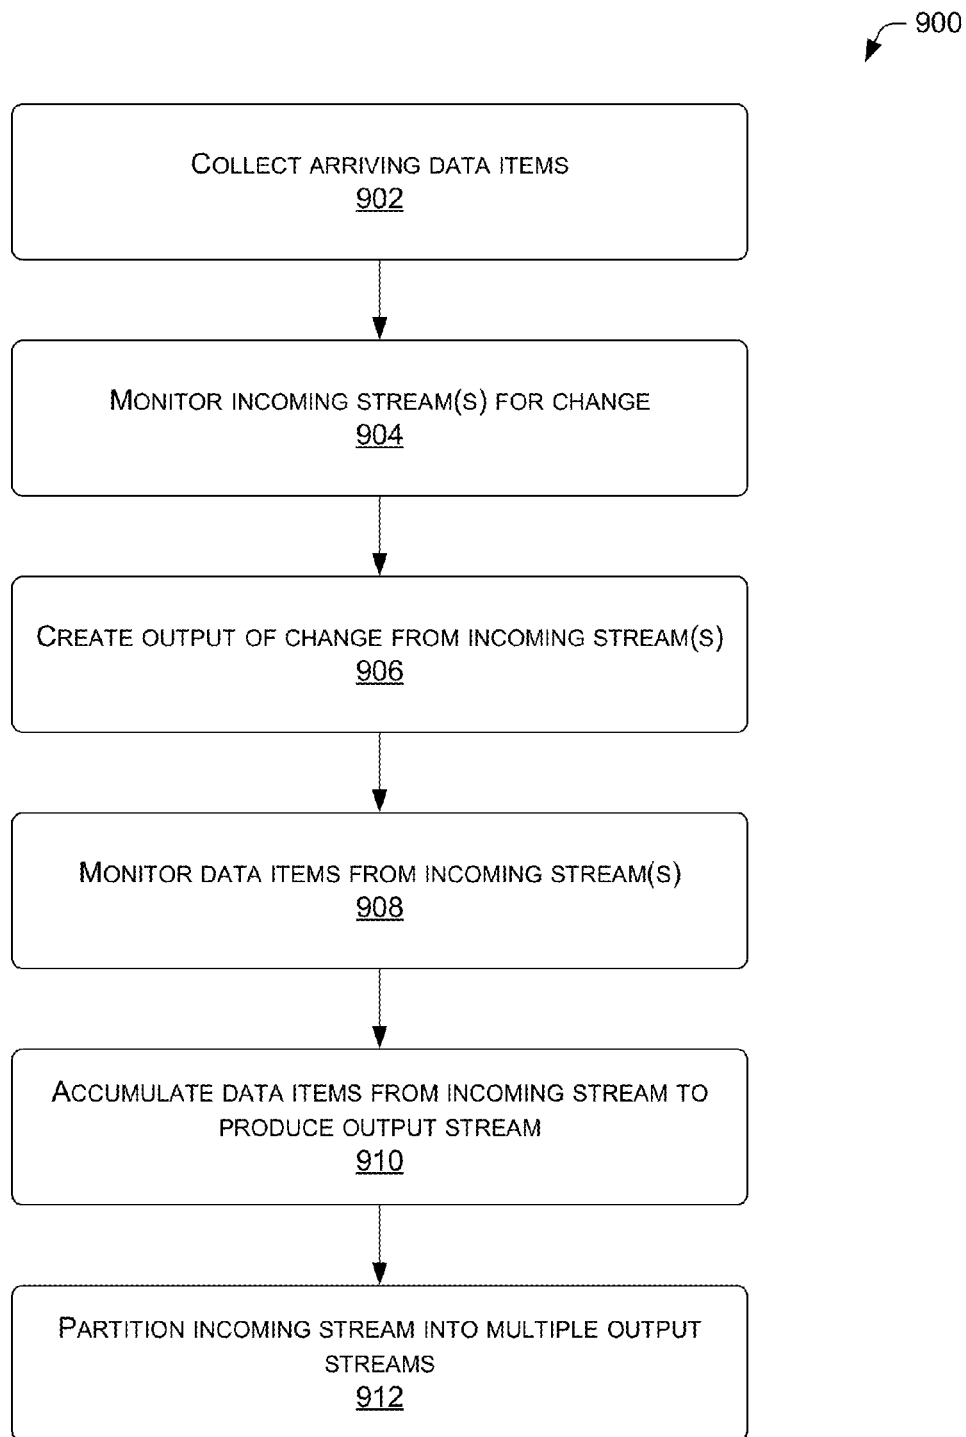 900
COLLECT ARRIVING DATA ITEMS
902
MONITOR INCOMING STREAM(S) FOR CHANGE
904
CREATE OUTPUT OF CHANGE FROM INCOMING STREAM(S)
906
MONITOR DATA ITEMS FROM INCOMING STREAM(S)
908
ACCUMULATE DATA ITEMS FROM INCOMING STREAM TO
PRODUCE OUTPUT STREAM
910
PARTITION INCOMING STREAM INTO MULTIPLE OUTPUT
STREAMS
912